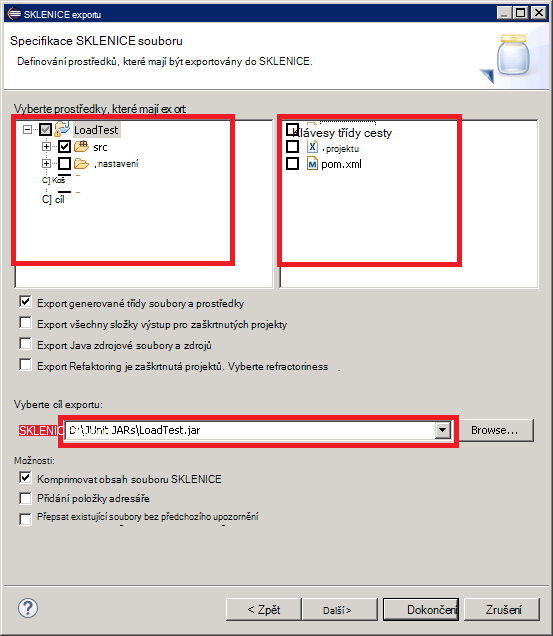 SKLENICE exportu
Specifikace SKLENICE souboru
Definování prostředků, které mají být exportovány do SKLENICE.
Vyberte prostředky, které mají ex ort
LoadTest
src
.nastavení
C] Koš
C] cíl
Klávesy třídy cesty
.projektu
pom.xml
Export generované třídy soubory a prostředky
Export všechny složky výstup pro zaškrtnutých projekty
Export Java zdrojové soubory a zdrojů
Export Refaktoring je zaškrtnutá projektů. Vyberte refractoriness .
Vyberte cíl exportu:
SKLENIC D:\JUnit JARs\LoadTest.jar Browse...
Možnosti:
Komprimovat obsah souboru SKLENICE
Přidání položky adresáře
Přepsat existující soubory bez předchozího upozornění
? < Zpět Další > Dokončení Zrušení